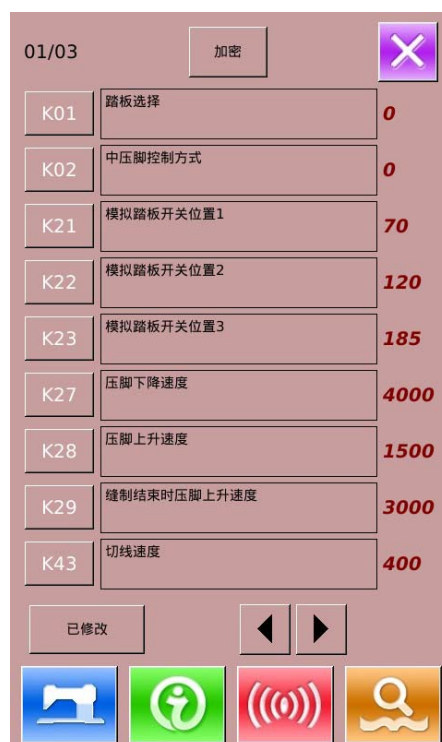 01/03
加密
K01
踏板选择
0
K02
中压脚控制方式
0
K21
模拟踏板开关位置1
70
K22
模拟踏板开关位置2
120
K23
模拟踏板开关位置3
185
K27
压脚下降速度
4000
K28
压脚上升速度
1500
K29
缝制结束时压脚上升速度
3000
K43
切线速度
400
已修改